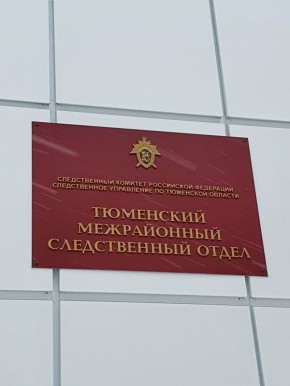 СЛЕДСТВЕННЫЙ КОМИТЕТ РОССИЙСКОЙ ФЕДЕРАЦИИ
СЛЕДСТВЕННОЕ УПРАВЛЕНИЕ ПО ТЮМЕНСКОЙ ОБЛАСТИ
ТЮМЕНСКИЙ
МЕЖРАЙОННЫЙ
СЛЕДСТВЕННЫЙ ОТДЕЛ